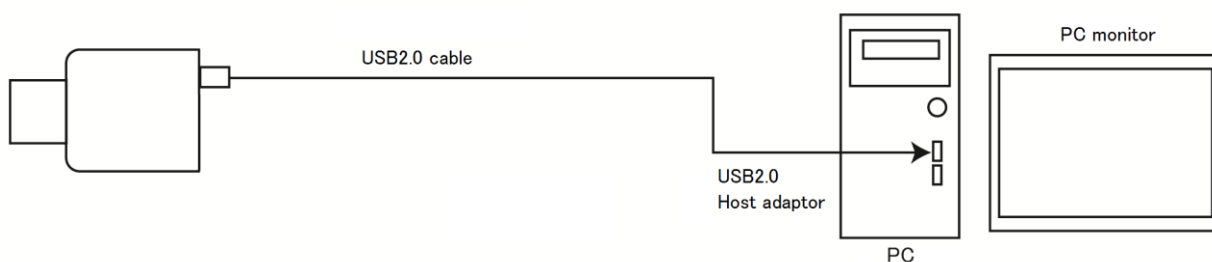 USB2.0 cable
PC monitor
USB2.0
Host adaptor
PC